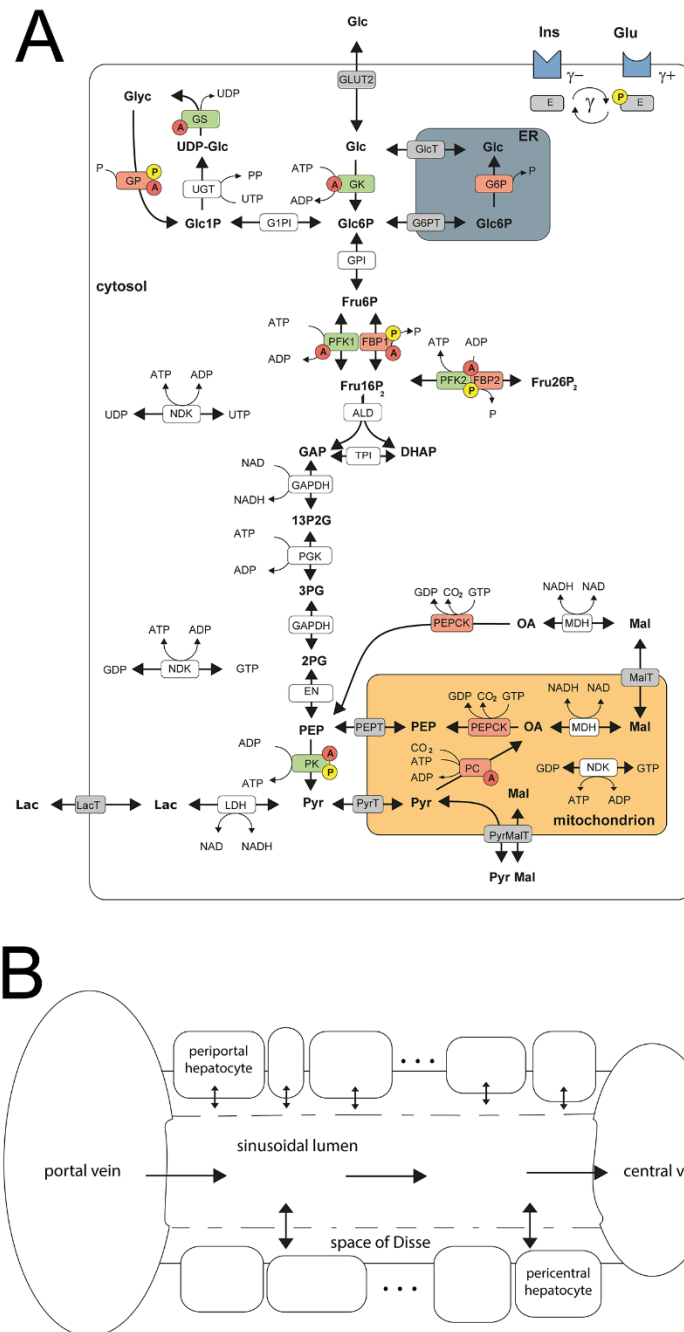 A
Glc
Ins
Glu
GLUT2
γ−
γ+
E
γ
P
E
Glyc
UDP
GS
A
UDP-Glc
P
GP
P
A
UGT
PP
UTP
Glc1P
G1PI
Glc
ATP
A
GK
ADP
Glc6P
GlcT
G6PT
ER
Glc
G6P
P
Glc6P
GPI
cytosol
Fru6P
ATP
PFK1
FBP1
P
P
ADP
A
A
Fru16P2
ATP
ADP
A
PFK2
FBP2
P
P
Fru26P2
ATP
ADP
UDP
NDK
UTP
ALD
GAP
TPI
DHAP
NAD
GAPDH
NADH
13P2G
ATP
PGK
ADP
3PG
GAPDH
2PG
EN
ATP
ADP
GDP
NDK
GTP
GDP
CO2
GTP
PEPCK
OA
NADH
NAD
MDH
Mal
MalT
PEP
PEPT
PEP
GDP
CO2
GTP
PEPCK
OA
NADH
NAD
MDH
Mal
ADP
PK
A
P
ATP
CO2
ATP
ADP
PC
A
GDP
NDK
GTP
ATP
ADP
Lac
LacT
Lac
LDH
NAD
NADH
Pyr
PyrT
Pyr
Mal
PyrMalT
mitochondrion
Pyr Mal
B
periportal
hepatocyte
• • •
sinusoidal lumen
portal vein
central v
space of Disse
• • •
pericentral
hepatocyte